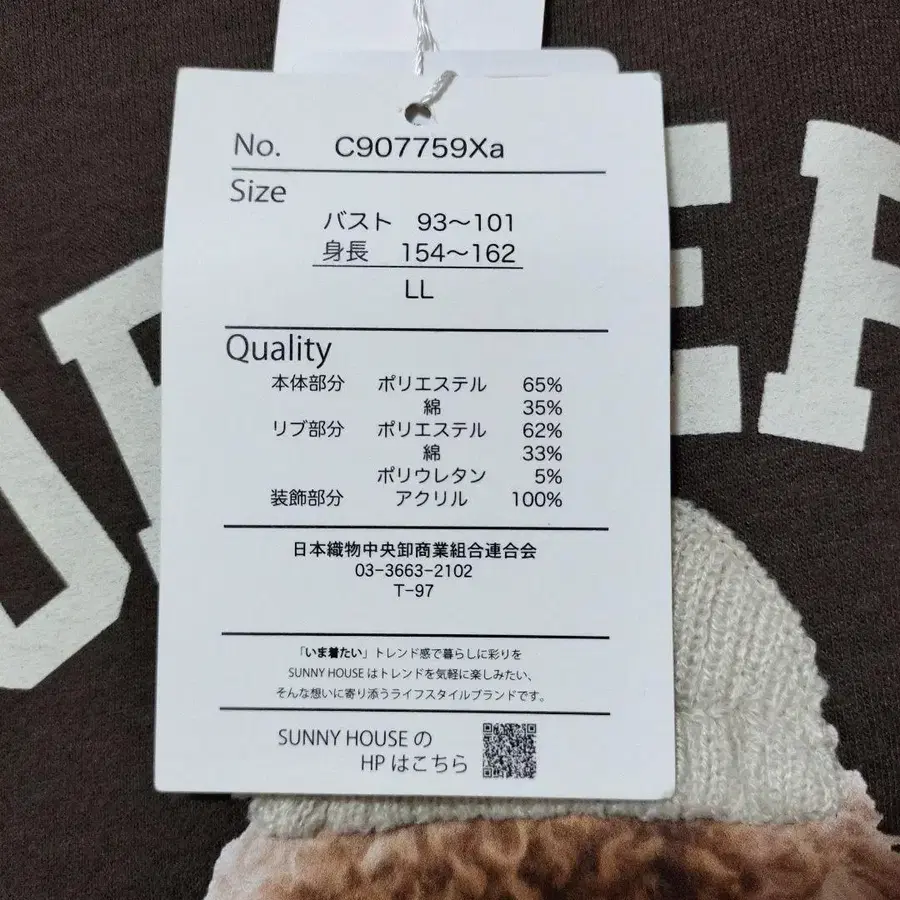 No. C907759Xa
Size
バスト 93～101
身長 154～162
LL
Quality
本体部分 ポリエステル 65%
綿 35%
リブ部分 ポリエステル 62%
綿 33%
ポリウレタン 5%
装飾部分 アクリル 100%
日本織物中央卸商業組合連合会
03-3663-2102
T-97
「いま着たい」トレンド感で暮らしに彩りを
SUNNY HOUSE はトレンドを気軽に楽しみたい、
そんな想いに寄り添うライフスタイルブランドです。
SUNNY HOUSE の
HP はこちら